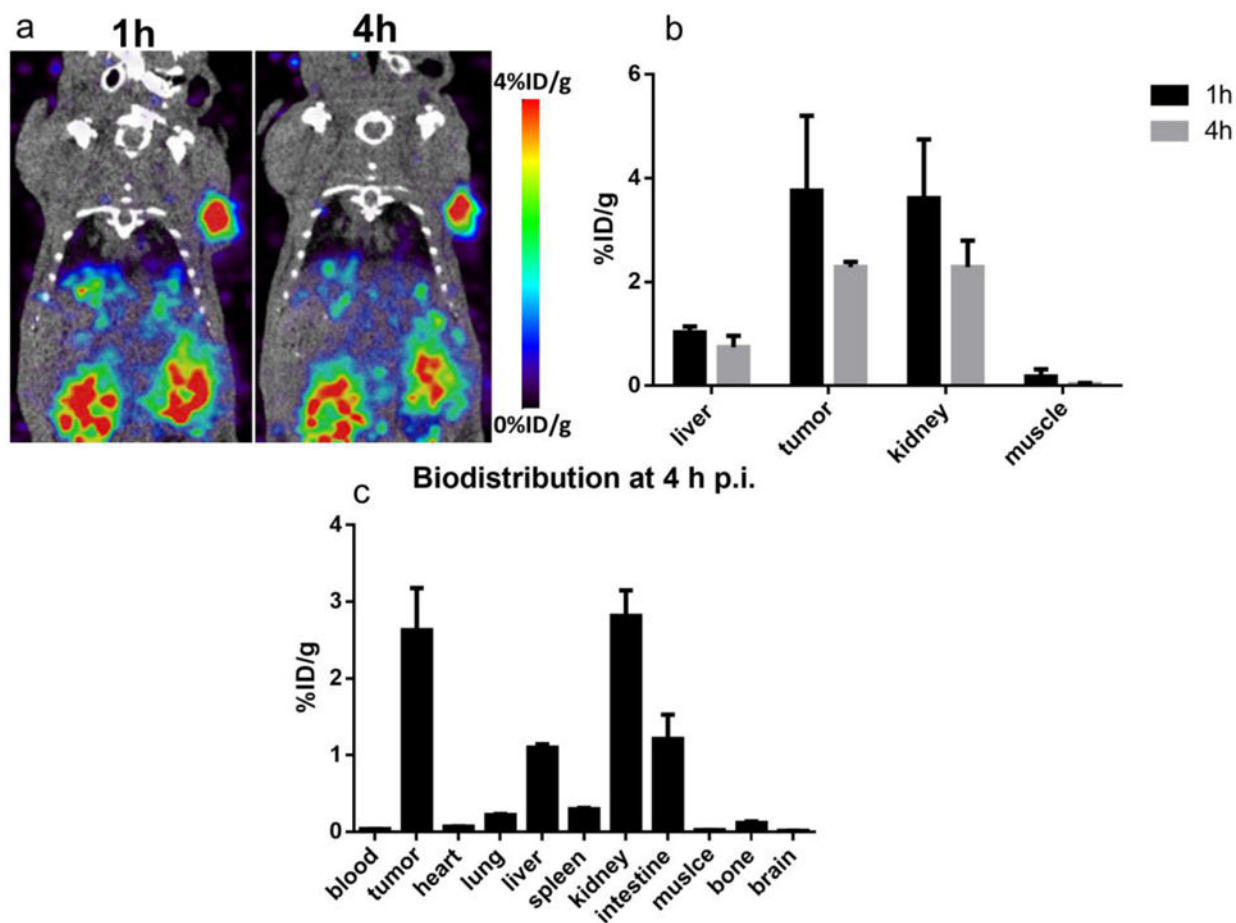 a
1h
4h
4%ID/g
0%ID/g
b
6
4
2
0
%ID/g
1h
4h
liver
tumor
kidney
muscle
Biodistribution at 4 h p.i.
c
4
3
2
1
0
%ID/g
blood
tumor
heart
lung
liver
spleen
kidney
intestine
muslce
bone
brain